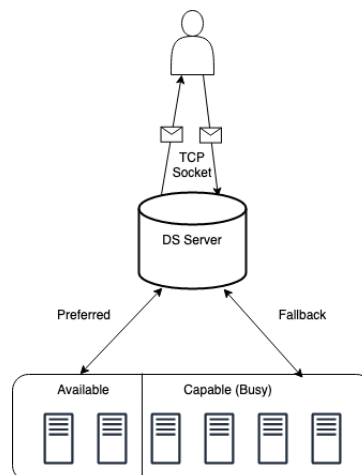 TCP
Socket
DS Server
Preferred
Fallback
Available
Capable (Busy)